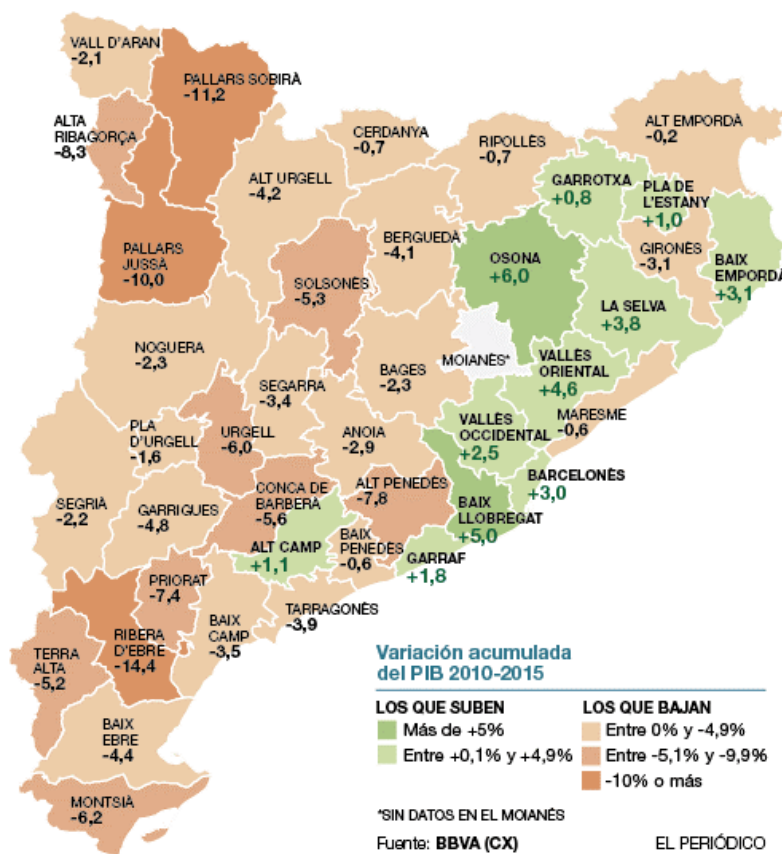 VALL D'ARAN
-2,1
PALLARS SOBIRÀ
-11,2
ALTA
RIBAGORÇA
-8,3
CERDANYA
-0,7
RIPOLLÈS
-0,7
ALT EMPORDÀ
-0,2
ALT URGELL
-4,2
GARROTXA
+0,8
PLA DE
L'ESTANY
+1,0
PALLARS
JUSSÀ
-10,0
BERGUEDÀ
-4,1
OSONA
+6,0
GIRONÈS
-3,1
BAIX
EMPORDÀ
+3,1
SOLSONÈS
-5,3
LA SELVA
+3,8
NOGUERA
-2,3
SEGARRA
-3,4
BAGES
-2,3
MOIANÈS*
VALLÈS
ORIENTAL
+4,6
MARESME
-0,6
PLA
D'URGELL
-1,6
URGELL
-6,0
ANOIA
-2,9
VALLÈS
OCCIDENTAL
+2,5
BARCELONÈS
+3,0
SEGRIÀ
-2,2
GARRIGUES
-4,8
CONCA DE
BARBERÀ
-5,6
ALT PENEDÈS
-7,8
BAIX
LLOBREGAT
+5,0
ALT CAMP
+1,1
BAIX
PENEDÈS
-0,6
GARRAF
+1,8
PRIORAT
-7,4
RIBERA
D'EBRE
-14,4
BAIX
CAMP
-3,5
TARRAGONÈS
-3,9
TERRA
ALTA
-5,2
BAIX
EBRE
-4,4
MONTSIÀ
-6,2
Variación acumulada
del PIB 2010-2015
LOS QUE SUBEN
Más de +5%
Entre +0,1% y +4,9%
LOS QUE BAJAN
Entre 0% y -4,9%
Entre -5,1% y -9,9%
-10% o más
*SIN DATOS EN EL MOIANÉS
Fuente: BBVA (CX)
EL PERIÓDICO